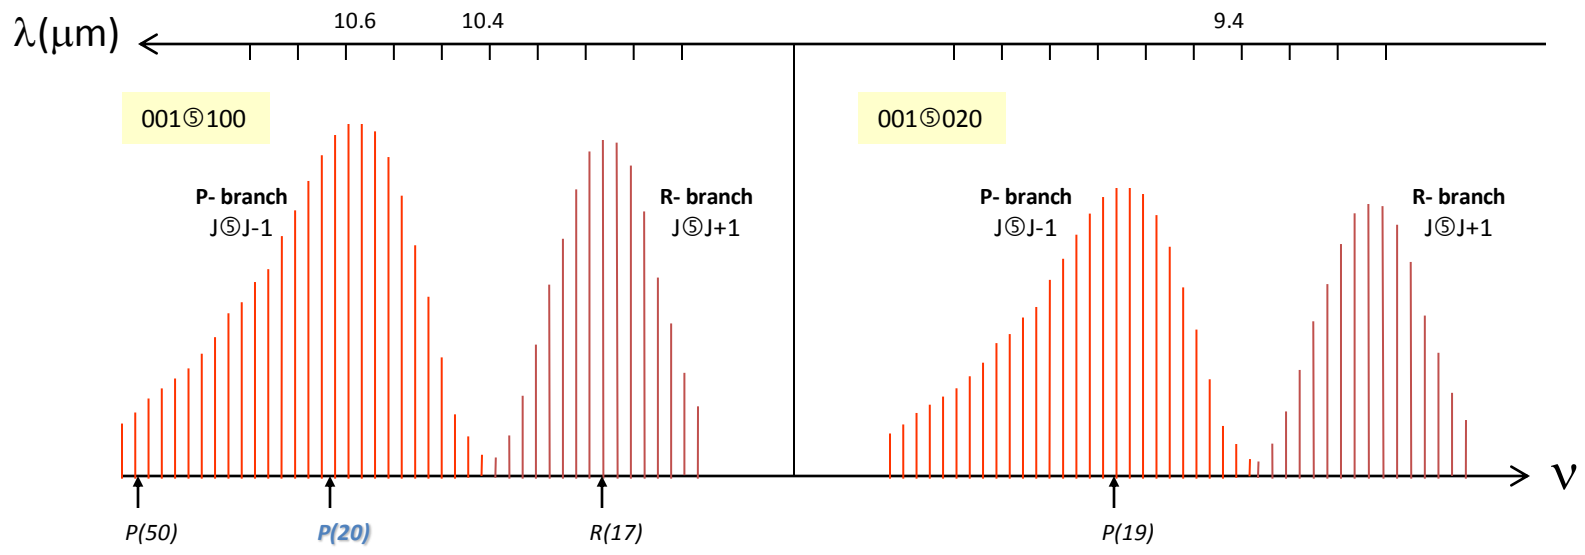 λ(μm)
10.6
10.4
9.4
001⑤100
001⑤020
P- branch
J⑤J-1
R- branch
J⑤J+1
P- branch
J⑤J-1
R- branch
J⑤J+1
ν
P(50)
P(20)
R(17)
P(19)